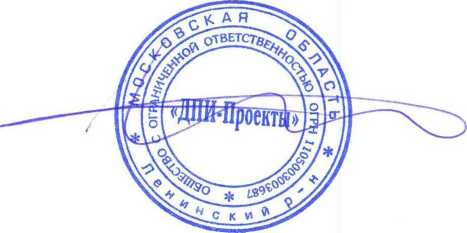 МОСКОВСКАЯ ОБЛАСТЬ
* Ленинский р-н *
ОБЩЕСТВО С ОГРАНИЧЕННОЙ ОТВЕТСТВЕННОСТЬЮ ОГРН 1105003003687
*
«ДПИ-Проекты»